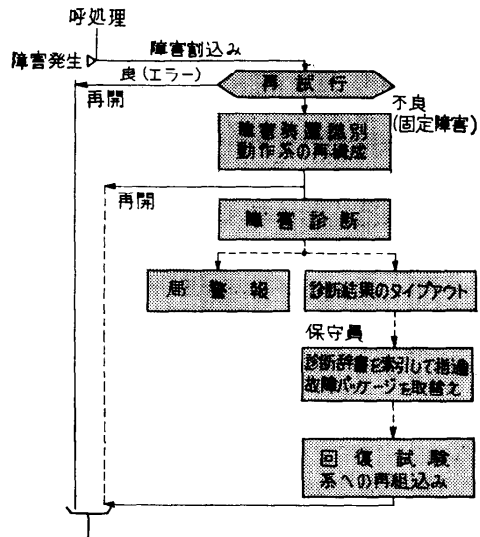 呼処理
障害発生
障害割込み
良(エラー)
再開
再試行
不良
(固定障害)
障害装置識別
動作系の再構成
再開
障害診断
局警報
診断結果のタイプアウト
保守員
診断辞書を索引して指摘
故障パッケージを取替え
回復試験
系への再組込み